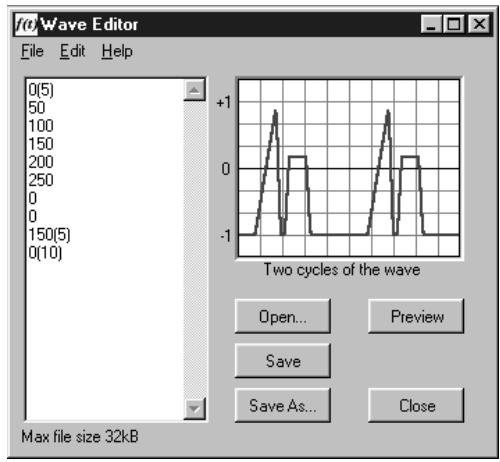 f(t) Wave Editor
File Edit Help
0(5)
50
100
150
200
250
0
0
150(5)
0(10)
+1
0
-1
Two cycles of the wave
Open... Preview
Save
Save As... Close
Max file size 32kB